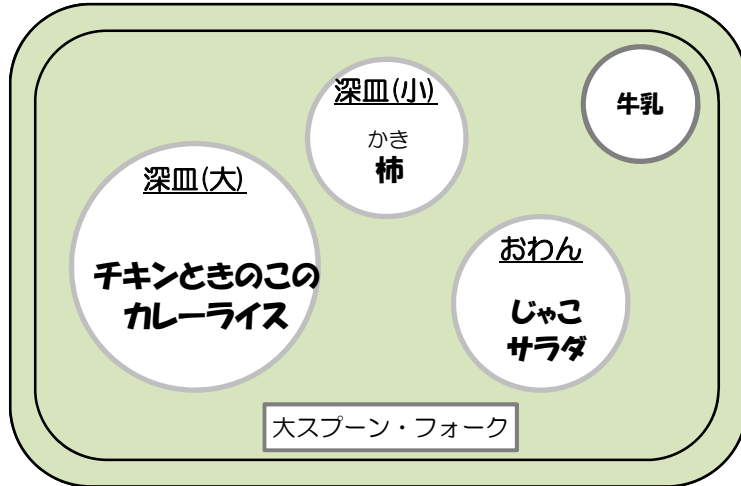 深皿(小)
かき
柿
牛乳
深皿(大)
チキンときのこの
カレーライス
おわん
じゃこ
サラダ
大スプーン・フォーク